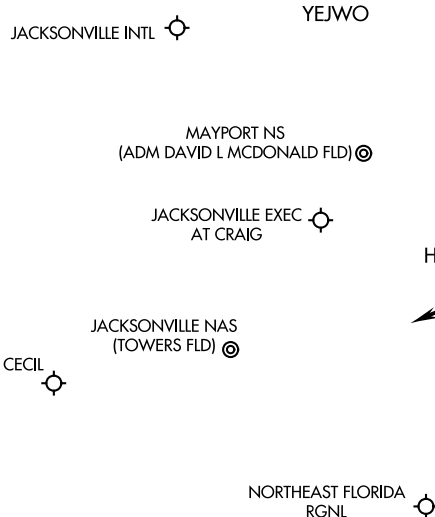 YEJWO
JACKSONVILLE INTL
MAYPORT NS
(ADM DAVID L MCDONALD FLD)
JACKSONVILLE EXEC
AT CRAIG
H
JACKSONVILLE NAS
(TOWERS FLD)
CECIL
NORTHEAST FLORIDA
RGNL